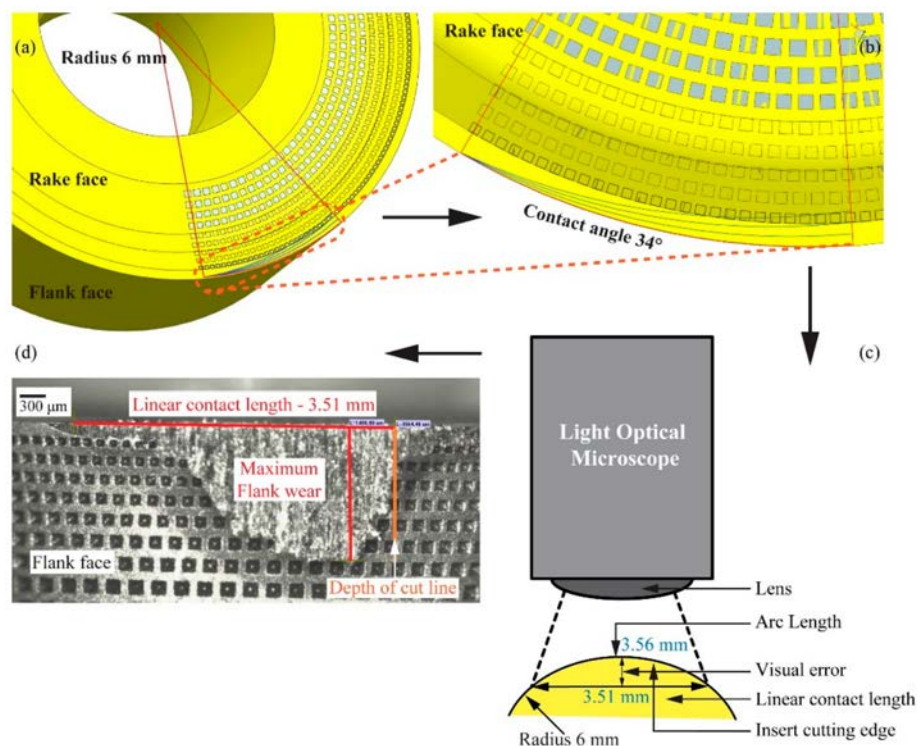 (a)
Radius 6 mm
Rake face
Flank face
Rake face
(b)
Contact angle 34°
(d)
300 μm
Linear contact length - 3.51 mm
Maximum
Flank wear
Flank face
Depth of cut line
(c)
Light Optical
Microscope
Lens
Arc Length
3.56 mm
Visual error
3.51 mm
Linear contact length
Insert cutting edge
Radius 6 mm